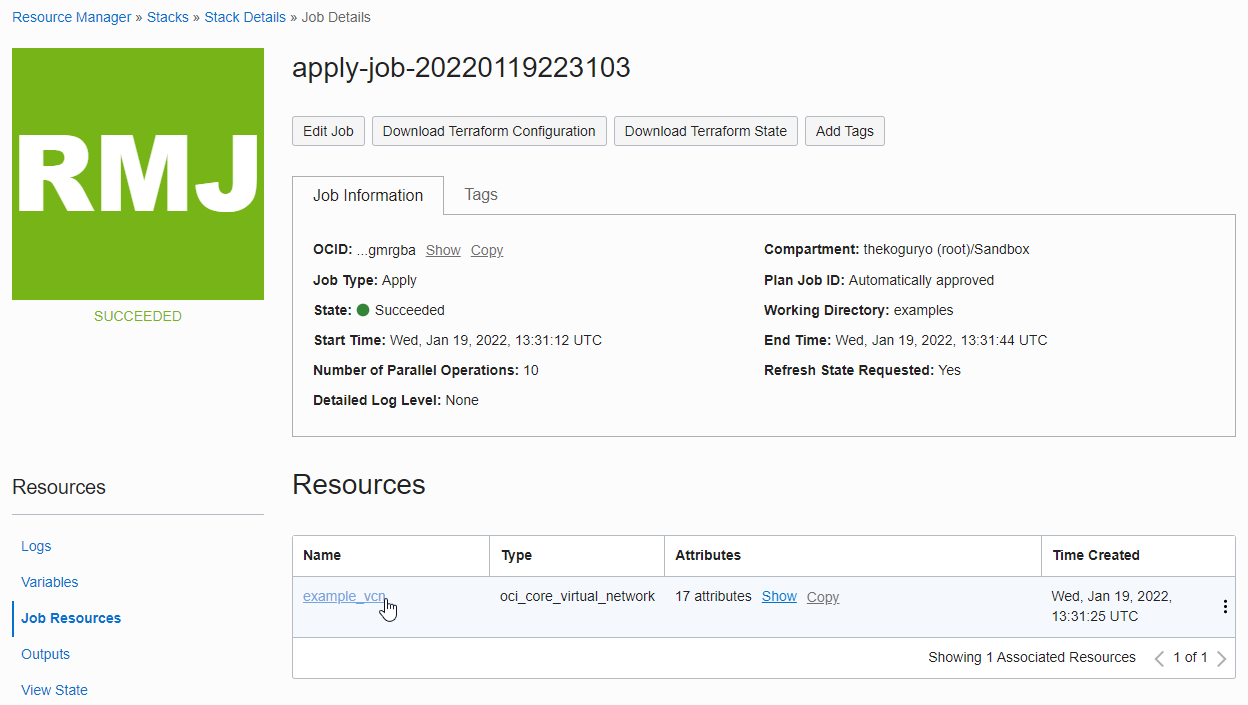 Resource Manager » Stacks » Stack Details » Job Details
RMJ
SUCCEEDED
apply-job-20220119223103
Edit Job Download Terraform Configuration Download Terraform State Add Tags
Job Information Tags
OCID: ...gmrgba Show Copy
Job Type: Apply
State: Succeeded
Start Time: Wed, Jan 19, 2022, 13:31:12 UTC
Number of Parallel Operations: 10
Detailed Log Level: None
Compartment: thekoguryo (root)/Sandbox
Plan Job ID: Automatically approved
Working Directory: examples
End Time: Wed, Jan 19, 2022, 13:31:44 UTC
Refresh State Requested: Yes
Resources
Logs
Variables
Job Resources
Outputs
View State
Resources
Name Type Attributes Time Created
example_vcn oci_core_virtual_network 17 attributes Show Copy Wed, Jan 19, 2022,
13:31:25 UTC
Showing 1 Associated Resources < 1 of 1 >